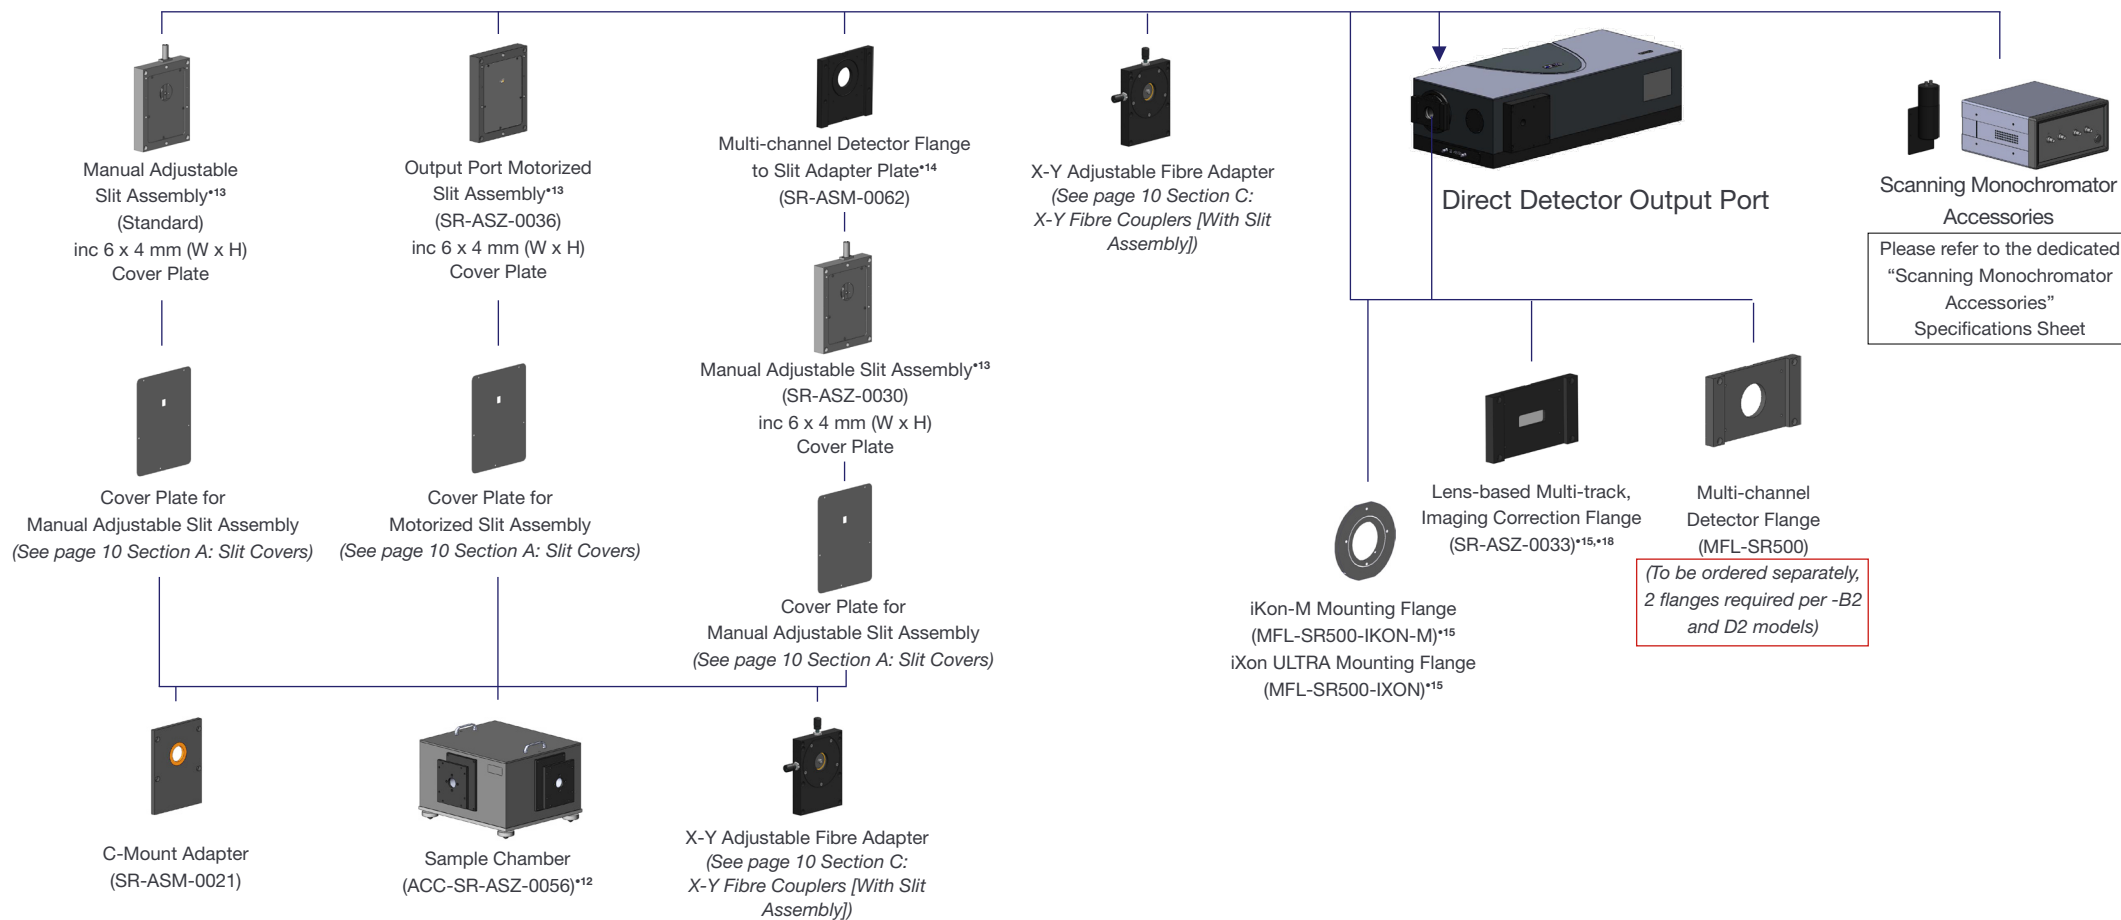 Manual Adjustable
Slit Assembly•13
(Standard)
inc 6 x 4 mm (W x H)
Cover Plate
Output Port Motorized
Slit Assembly•13
(SR-ASZ-0036)
inc 6 x 4 mm (W x H)
Cover Plate
Multi-channel Detector Flange
to Slit Adapter Plate•14
(SR-ASM-0062)
X-Y Adjustable Fibre Adapter
(See page 10 Section C:
X-Y Fibre Couplers [With Slit
Assembly])
Direct Detector Output Port
Scanning Monochromator
Accessories
Please refer to the dedicated
“Scanning Monochromator
Accessories”
Specifications Sheet
Manual Adjustable Slit Assembly•13
(SR-ASZ-0030)
inc 6 x 4 mm (W x H)
Cover Plate
Cover Plate for
Manual Adjustable Slit Assembly
(See page 10 Section A: Slit Covers)
Cover Plate for
Motorized Slit Assembly
(See page 10 Section A: Slit Covers)
Cover Plate for
Manual Adjustable Slit Assembly
(See page 10 Section A: Slit Covers)
iKon-M Mounting Flange
(MFL-SR500-IKON-M)•15
iXon ULTRA Mounting Flange
(MFL-SR500-IXON)•15
Lens-based Multi-track,
Imaging Correction Flange
(SR-ASZ-0033)•15,•18
Multi-channel
Detector Flange
(MFL-SR500)
(To be ordered separately,
2 flanges required per -B2
and D2 models)
C-Mount Adapter
(SR-ASM-0021)
Sample Chamber
(ACC-SR-ASZ-0056)•12
X-Y Adjustable Fibre Adapter
(See page 10 Section C:
X-Y Fibre Couplers [With Slit
Assembly])